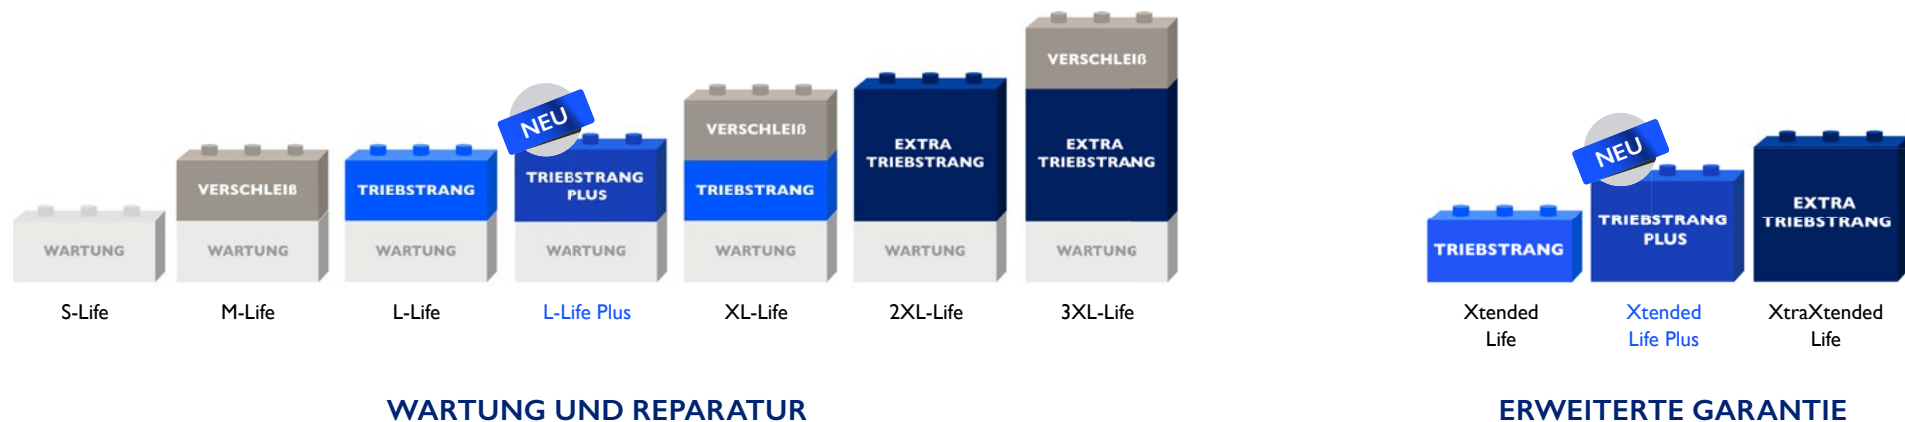 WARTUNG
S-Life
VERSCHLEIß
WARTUNG
M-Life
TRIEBSTRANG
WARTUNG
L-Life
NEU
TRIEBSTRANG
PLUS
WARTUNG
L-Life Plus
VERSCHLEIß
TRIEBSTRANG
WARTUNG
XL-Life
EXTRA
TRIEBSTRANG
WARTUNG
2XL-Life
VERSCHLEIß
EXTRA
TRIEBSTRANG
WARTUNG
3XL-Life
WARTUNG UND REPARATUR
TRIEBSTRANG
Xtended
Life
NEU
TRIEBSTRANG
PLUS
Xtended
Life Plus
EXTRA
TRIEBSTRANG
XtraXtended
Life
ERWEITERTE GARANTIE